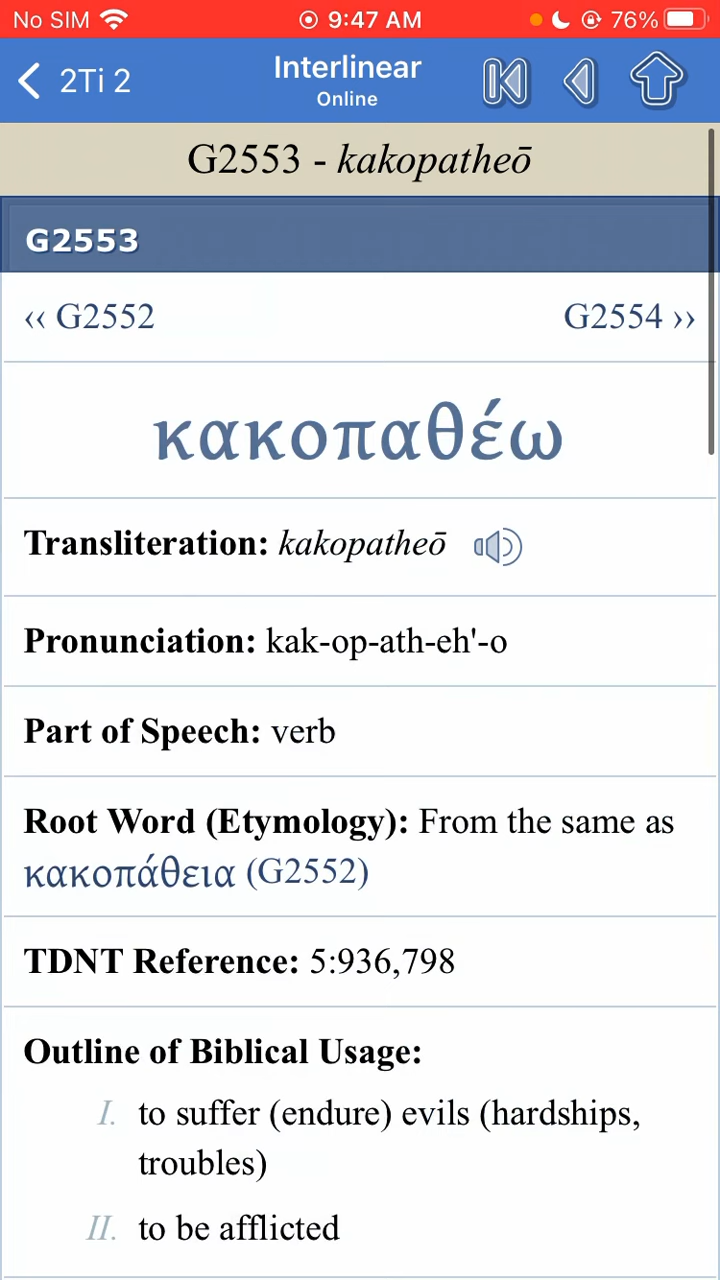 No SIM 9:47 AM 76%
2Ti 2 Interlinear
Online
G2553 - kakopatheō
G2553
‹‹ G2552 G2554 ››
κακοπαθέω
Transliteration: kakopatheō
Pronunciation: kak-op-ath-eh'-o
Part of Speech: verb
Root Word (Etymology): From the same as
κακοπάθεια (G2552)
TDNT Reference: 5:936,798
Outline of Biblical Usage:
I. to suffer (endure) evils (hardships,
troubles)
II. to be afflicted